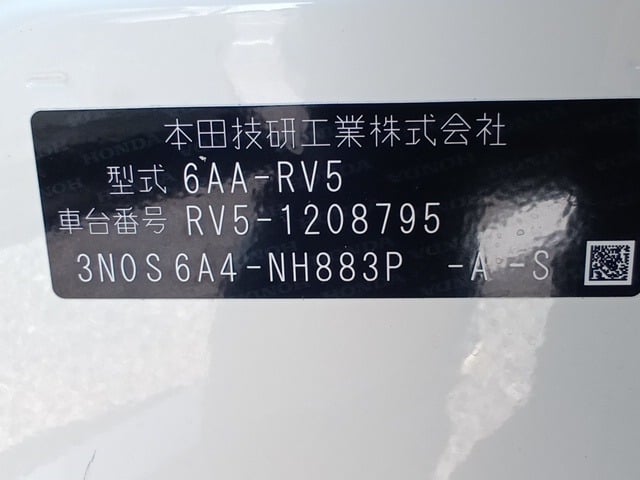 本田技研工業株式会社
型式 6AA-RV5
車台番号 RV5-1208795
3N0S6A4-NH883P -A -S